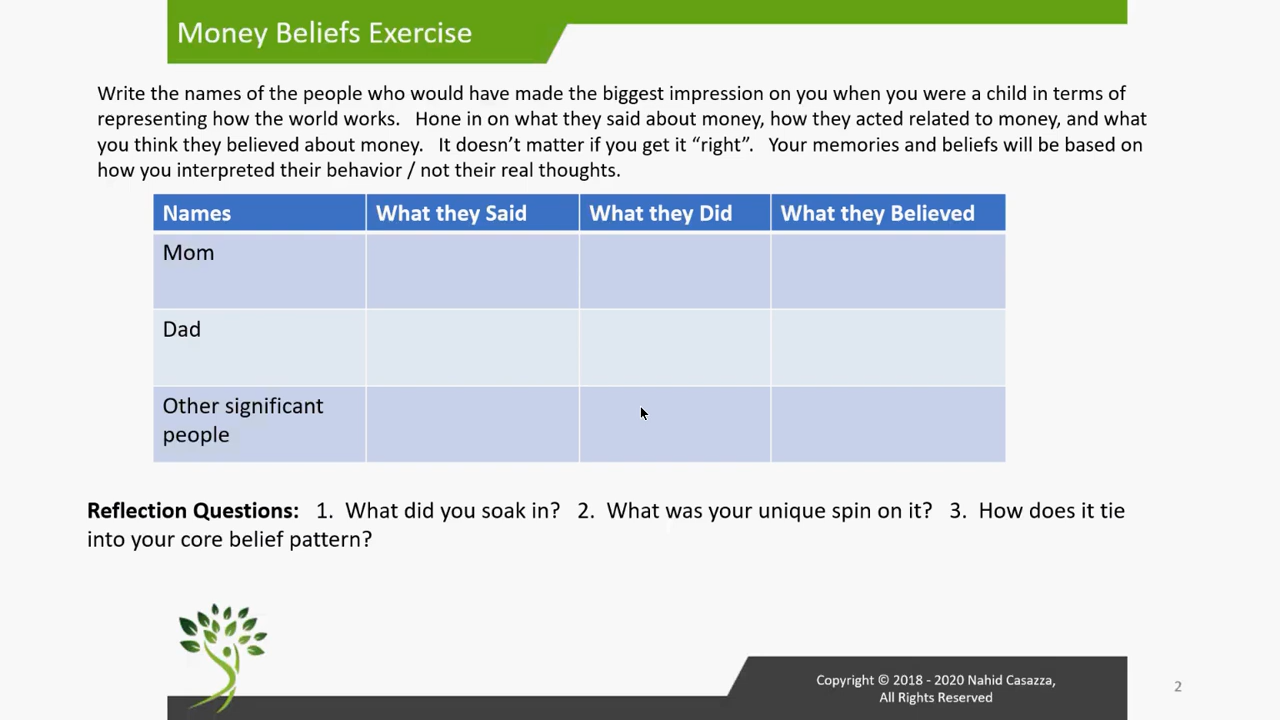 Money Beliefs Exercise
Write the names of the people who would have made the biggest impression on you when you were a child in terms of
representing how the world works.   Hone in on what they said about money, how they acted related to money, and what
you think they believed about money.   It doesn’t matter if you get it “right”.   Your memories and beliefs will be based on
how you interpreted their behavior / not their real thoughts.
Names What they Said What they Did What they Believed
Mom
Dad
Other significant
people
Reflection Questions:   1.  What did you soak in?   2.  What was your unique spin on it?   3.  How does it tie
into your core belief pattern?
Copyright © 2018 - 2020 Nahid Casazza,
All Rights Reserved
2